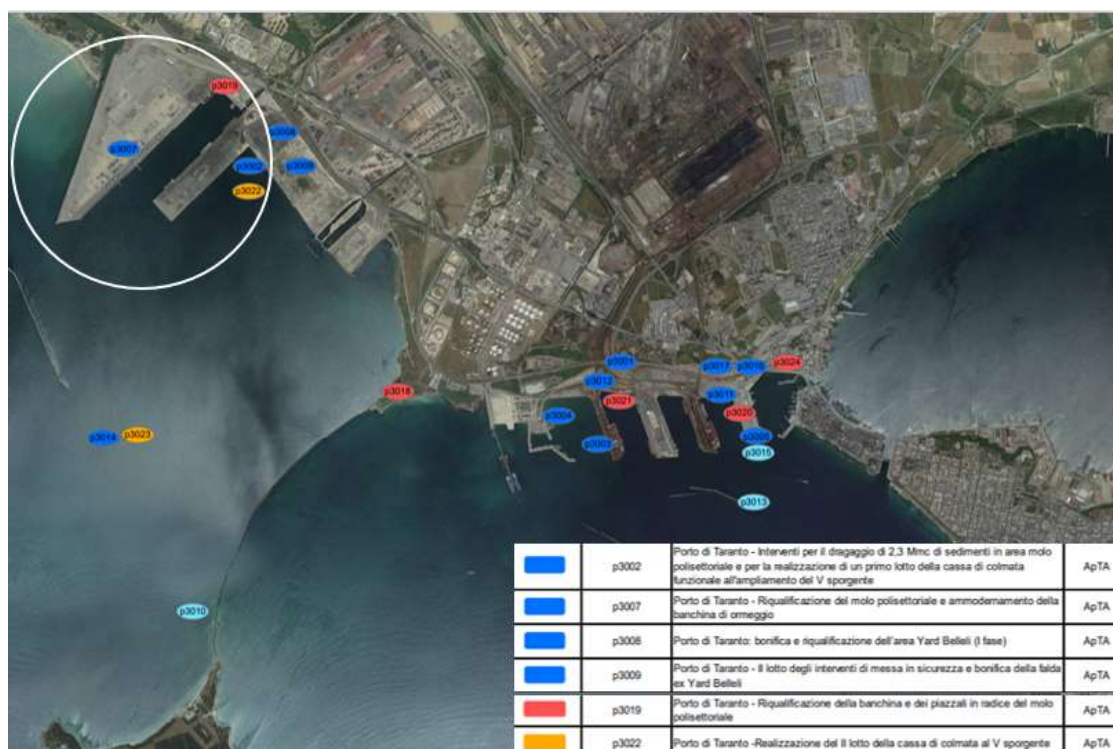 p3019
p3008
p3007
p3002
p3009
p3022
p3001
p3017
p3024
p3012
p3018
p3021
p3004
p3020
p3003
p3023
p3015
p3013
p3010
p3002 Porto di Taranto - Interventi per il dragaggio di 2,3 Mmc di sedimenti in area molo
polisettoriale e per la realizzazione di un primo lotto della cassa di colmata
funzionale all'ampliamento del V sporgente ApTA
p3007 Porto di Taranto - Riqualificazione del molo polisettoriale e ammodernamento della
banchina di ormeggio ApTA
p3008 Porto di Taranto: bonifica e riqualificazione dell'area Yard Belleli (I fase) ApTA
p3009 Porto di Taranto - II lotto degli interventi di messa in sicurezza e bonifica della falda
ex Yard Belleli ApTA
p3019 Porto di Taranto - Riqualificazione della banchina e dei piazzali in radice del molo
polisettoriale ApTA
p3022 Porto di Taranto -Realizzazione del II lotto della cassa di colmata al V sporgente ApTA